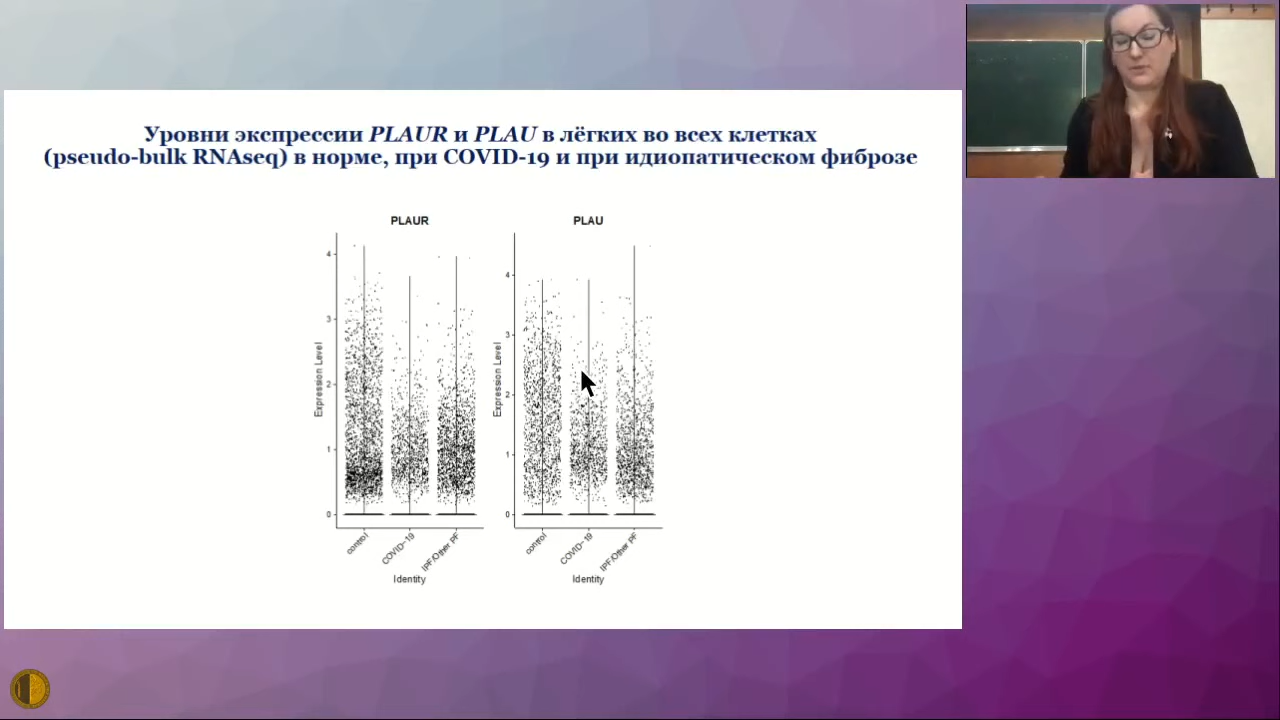 Уровни экспрессии PLAUR и PLAU в лёгких во всех клетках
(pseudo-bulk RNAseq) в норме, при COVID-19 и при идиопатическом фиброзе
PLAUR
Expression Level
4
3
2
1
0
control
COVID-19
IPF/Other PF
Identity
PLAU
Expression Level
4
3
2
1
0
control
COVID-19
IPF/Other PF
Identity